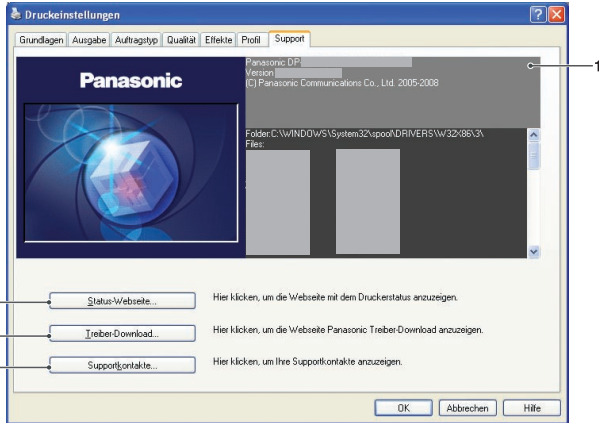 Druckeinstellungen
Grundlagen Ausgabe Auftragstyp Qualität Effekte Profil Support
Panasonic
Panasonic DP-
Version
(C) Panasonic Communications Co., Ltd. 2005-2008
1
Folder:C:\WINDOWS\System32\spool\DRIVERS\W32X86\3\
Files:
Status-Webseite... Hier klicken, um die Webseite mit dem Druckerstatus anzuzeigen.
Treiber-Download... Hier klicken, um die Webseite Panasonic Treiber-Download anzuzeigen.
Supportkontakte... Hier klicken, um Ihre Supportkontakte anzuzeigen.
OK Abbrechen Hilfe